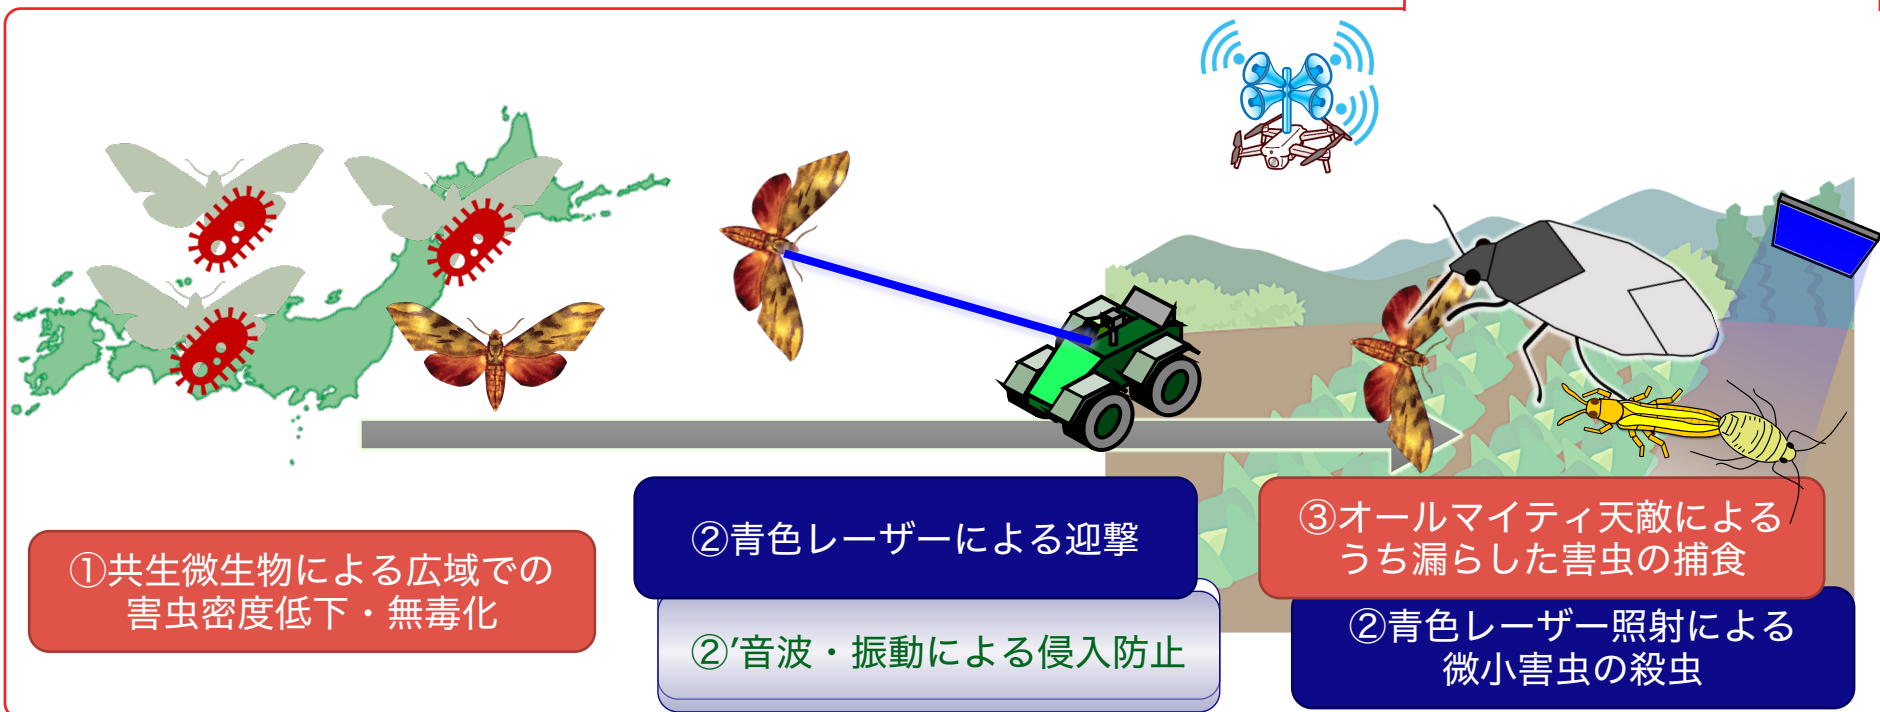 ①共生微生物による広域での
害虫密度低下・無毒化
②青色レーザーによる迎撃
②’音波・振動による侵入防止
③オールマイティ天敵による
うち漏らした害虫の捕食
②青色レーザー照射による
微小害虫の殺虫